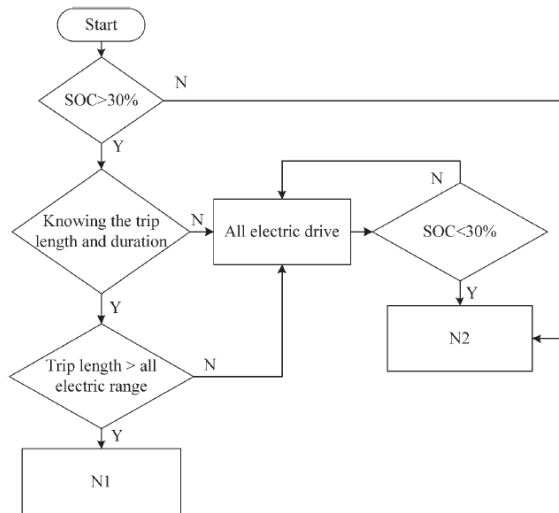 Start
SOC>30%
N
Y
Knowing the trip
length and duration
N
All electric drive
N
SOC<30%
Y
Y
Trip length > all
electric range
N
N2
Y
N1